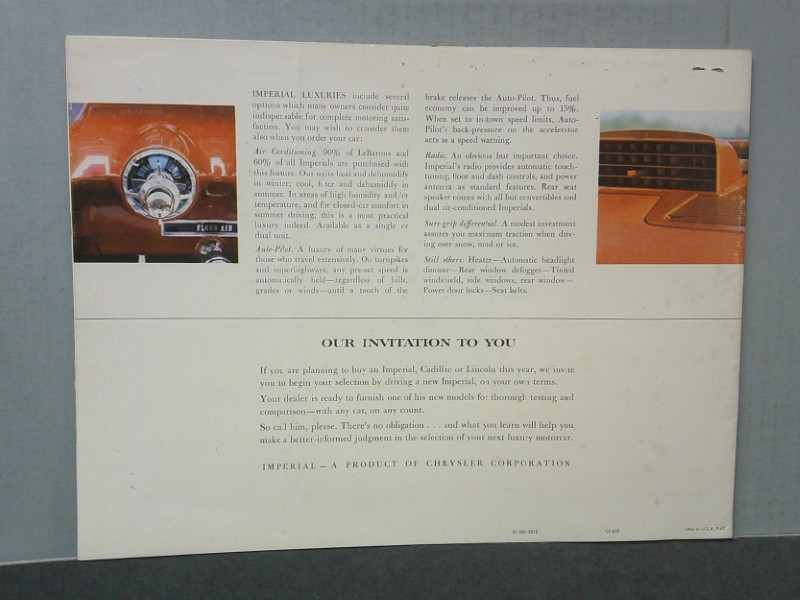 IMPERIAL LUXURIES include several
options which many owners consider quite
indispensable for complete motoring satis-
faction. You may wish to consider them
also when you order your car:
Air Conditioning. 90% of LeBarons and
60% of all Imperials are purchased with
this feature. Our units heat and dehumidify
in winter; cool, filter and dehumidify in
summer. In areas of high humidity and/or
temperature, and for closed-car comfort in
summer driving, this is a most practical
luxury indeed. Available as a single or
dual unit.
Auto-Pilot. A luxury of many virtues for
those who travel extensively. On turnpikes
and superhighways, any pre-set speed is
automatically held—regardless of hills,
grades or winds—until a touch of the
brake releases the Auto-Pilot. Thus, fuel
economy can be improved up to 15%.
When set to in-town speed limits, Auto-
Pilot's back-pressure on the accelerator
acts as a speed warning.
Radio. An obvious but important choice.
Imperial's radio provides automatic touch-
tuning, floor and dash controls, and power
antenna as standard features. Rear seat
speaker comes with all but convertibles and
dual air-conditioned Imperials.
Sure-grip differential. A modest investment
assures you maximum traction when driv-
ing over snow, mud or ice.
Still others: Heater—Automatic headlight
dimmer—Rear window defogger—Tinted
windshield, side windows, rear window—
Power door locks—Seat belts.
FLOOR AIR
OUR INVITATION TO YOU
If you are planning to buy an Imperial, Cadillac or Lincoln this year, we invite
you to begin your selection by driving a new Imperial, on your own terms.
Your dealer is ready to furnish one of his new models for thorough testing and
comparison—with any car, on any count.
So call him, please. There's no obligation . . . and what you learn will help you
make a better-informed judgment in the selection of your next luxury motorcar.
IMPERIAL — A PRODUCT OF CHRYSLER CORPORATION